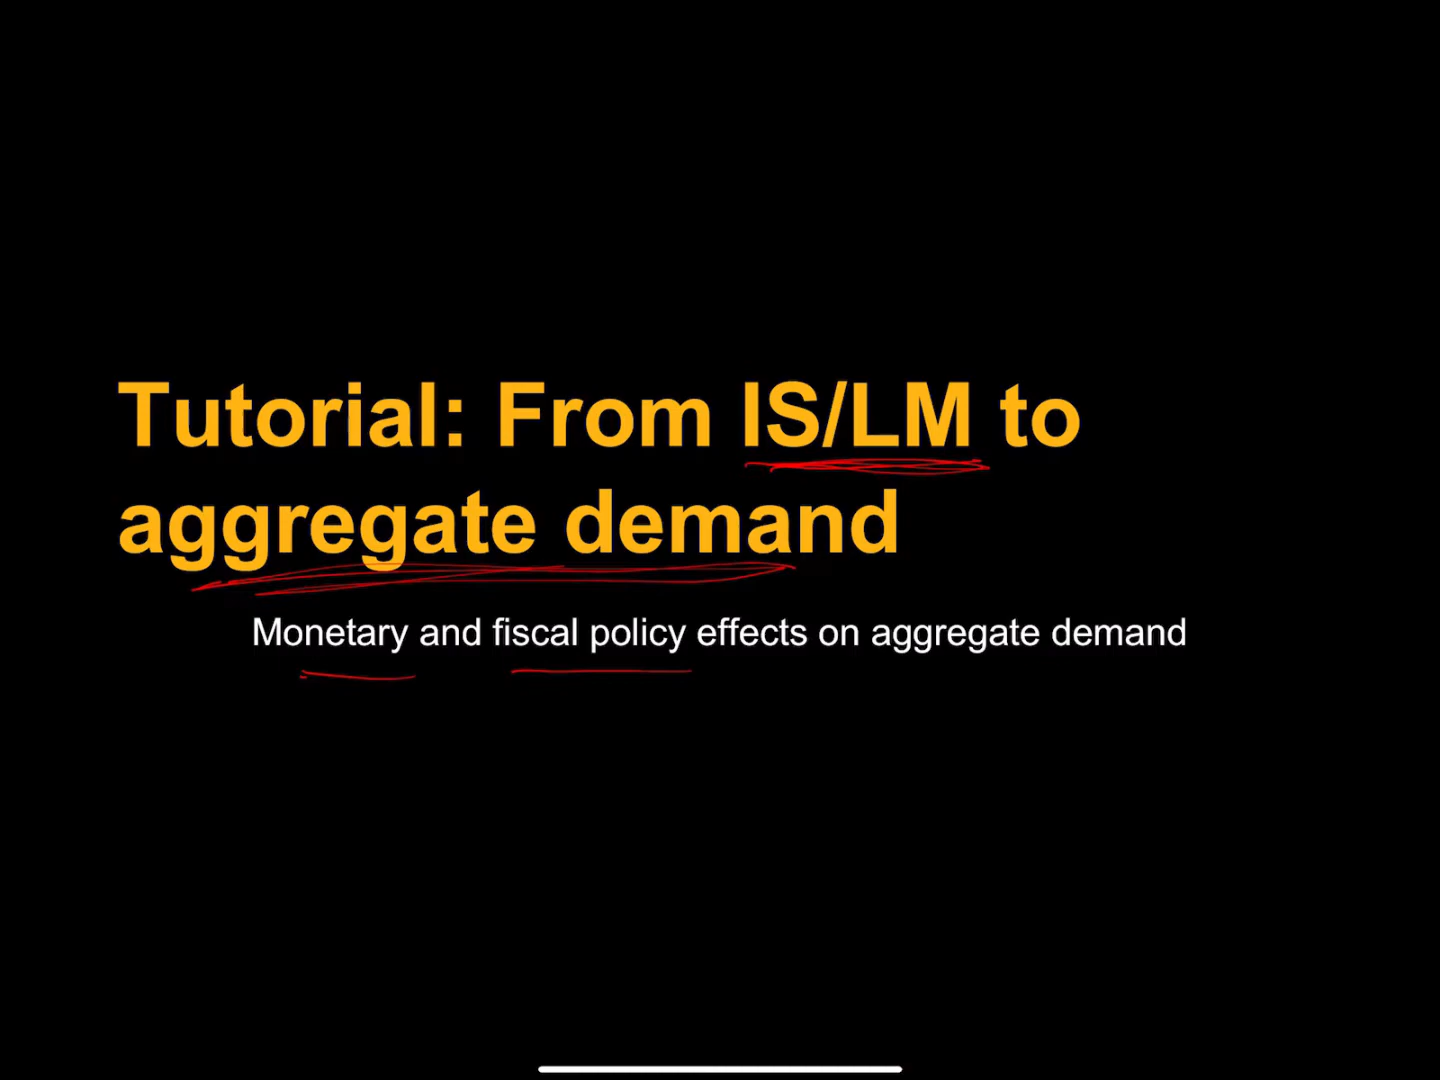 Tutorial: From IS/LM to
aggregate demand
Monetary and fiscal policy effects on aggregate demand